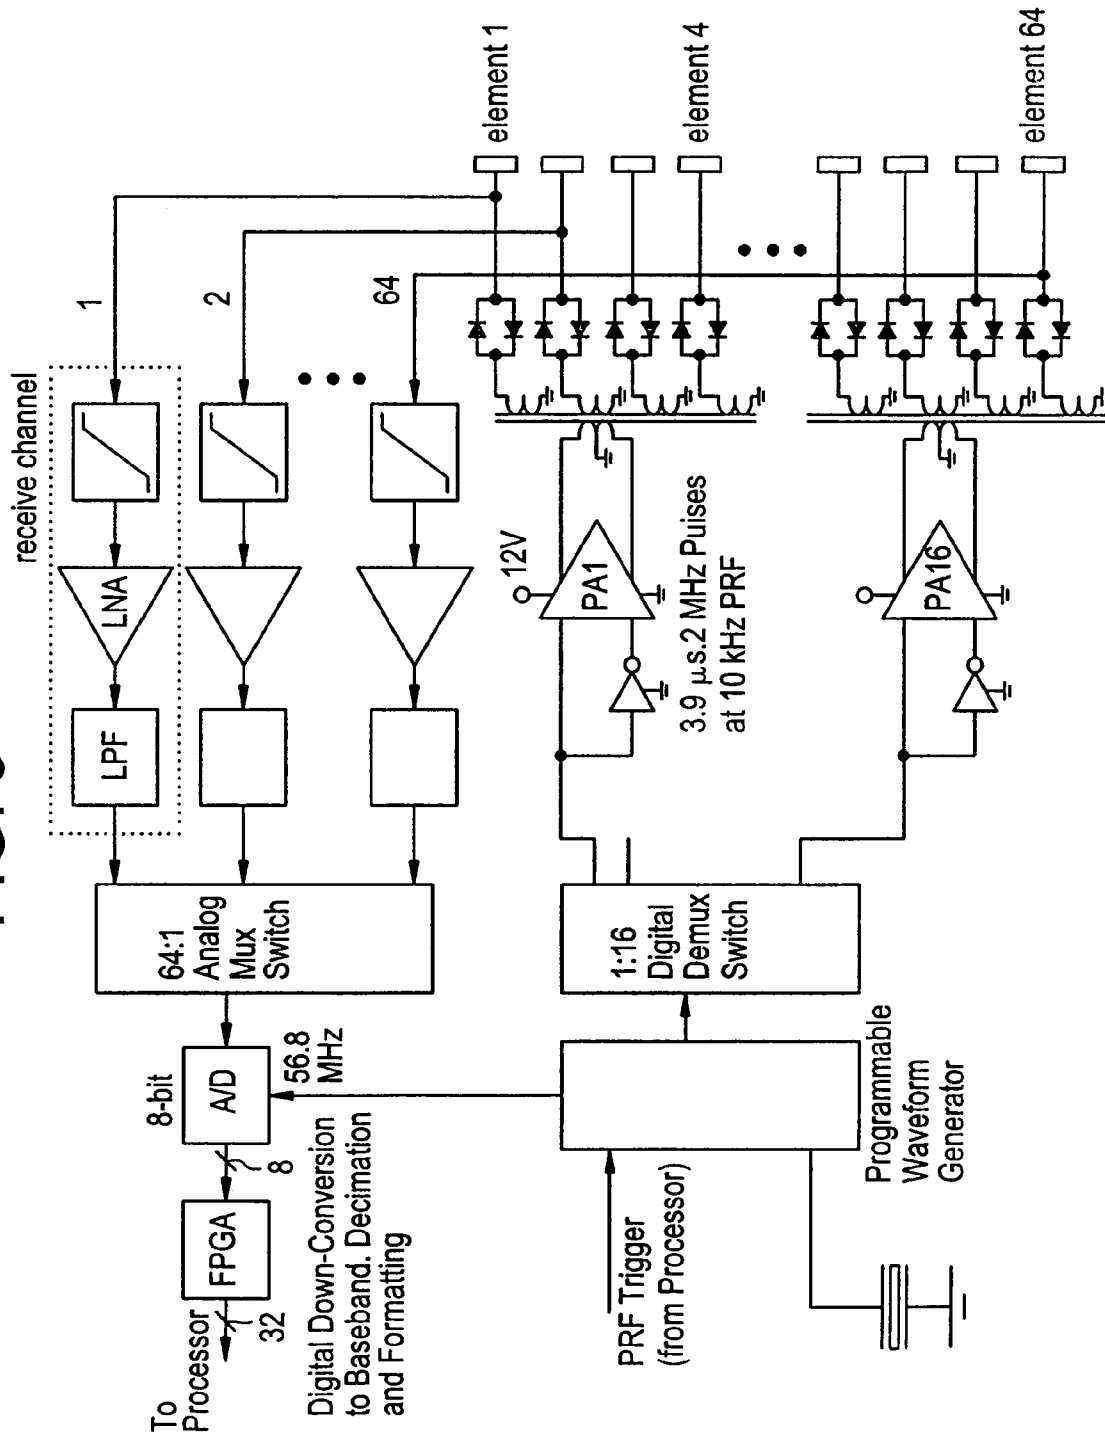 receive channel
1
2
64
LPF
LNA
64:1
Analog
Mux
Switch
8-bit
A/D
56.8
MHz
8
FPGA
32
To
Processor
Digital Down-Conversion
to Baseband. Decimation
and Formatting
element 1
element 4
element 64
12V
PA1
3.9 µs.2 MHz Puises
at 10 kHz PRF
PA16
1:16
Digital
Demux
Switch
Programmable
Waveform
Generator
PRF Trigger
(from Processor)